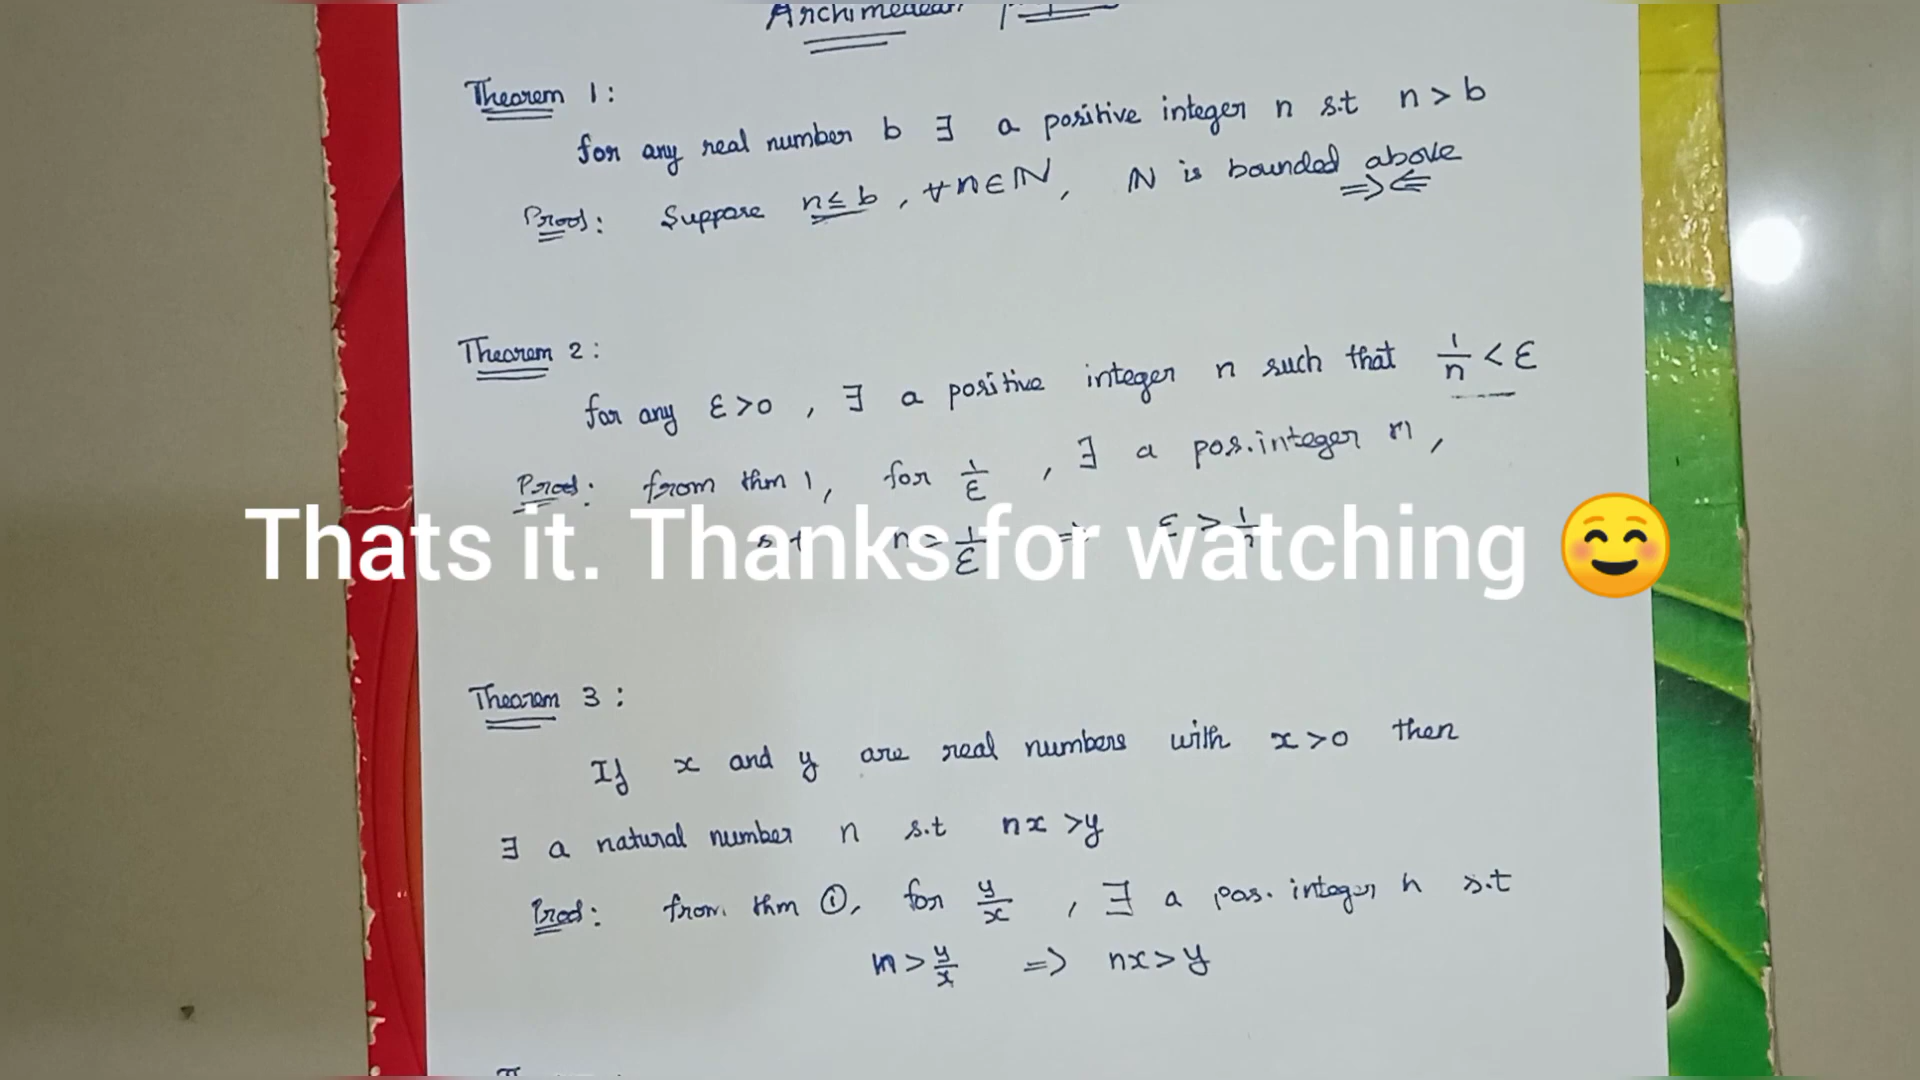 Archimedean
Theorem 1:
for any real number b ∃ a positive integer n s.t n > b
Proof: Suppose n ≤ b, ∀ n ∈ ℕ, ℕ is bounded above
⇒⇐
Theorem 2:
for any ε > 0, ∃ a positive integer n such that 1/n < ε
Proof: from thm 1, for 1/ε, ∃ a pos. integer n,
s.t n > 1/ε ⇒ ε > 1/n
Thats it. Thanks for watching 😊
Theorem 3:
If x and y are real numbers with x > 0 then
∃ a natural number n s.t nx > y
Proof: from thm ①, for y/x, ∃ a pos. integer n s.t
n > y/x ⇒ nx > y